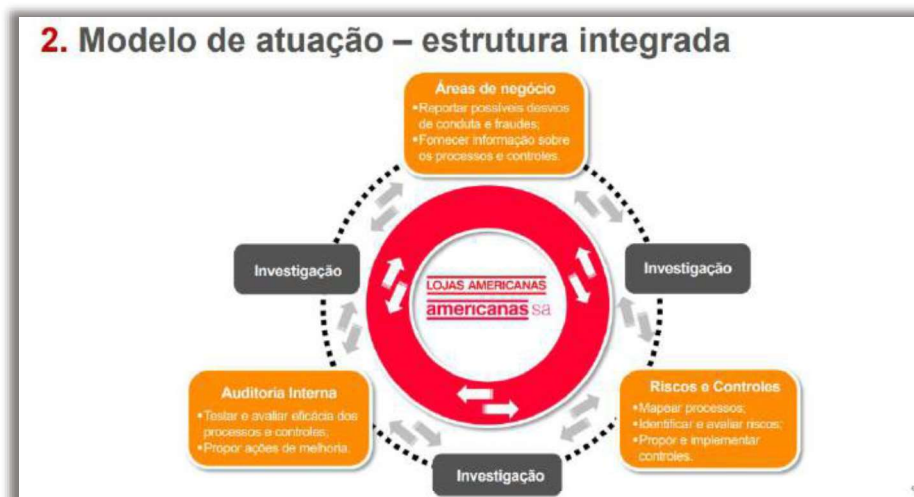 2. Modelo de atuação – estrutura integrada
Áreas de negócio
•Reportar possíveis desvios
de conduta e fraudes;
•Fornecer informação sobre
os processos e controles.
Investigação
Investigação
LOJAS AMERICANAS
americanas sa
Auditoria Interna
•Testar e avaliar eficácia dos
processos e controles;
•Propor ações de melhoria.
Riscos e Controles
•Mapear processos;
•Identificar e avaliar riscos;
•Propor e implementar
controles.
Investigação